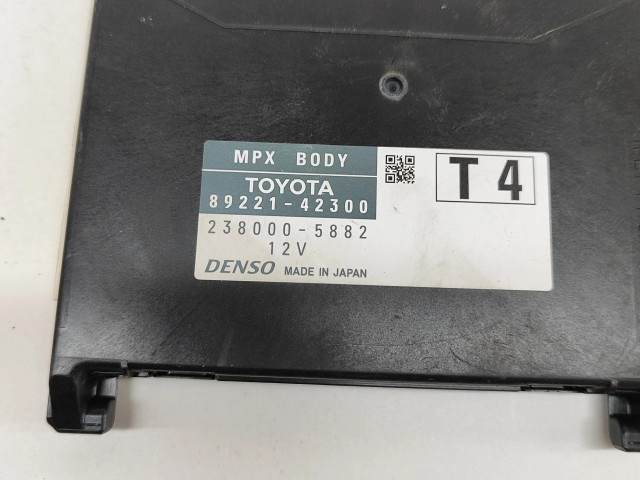 MPX BODY
TOYOTA
89221-42300
238000-5882
12V
DENSO MADE IN JAPAN
T4